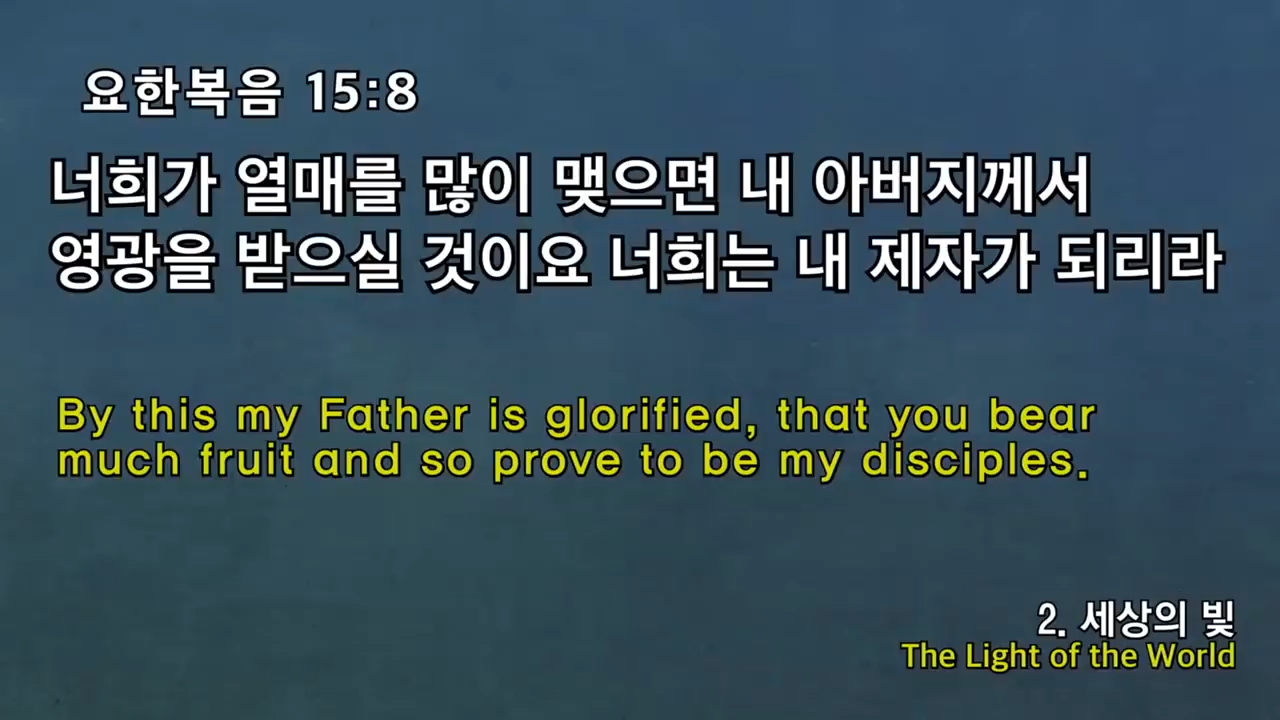 요한복음 15:8
너희가 열매를 많이 맺으면 내 아버지께서
영광을 받으실 것이요 너희는 내 제자가 되리라
By this my Father is glorified, that you bear
much fruit and so prove to be my disciples.
2. 세상의 빛
The Light of the World